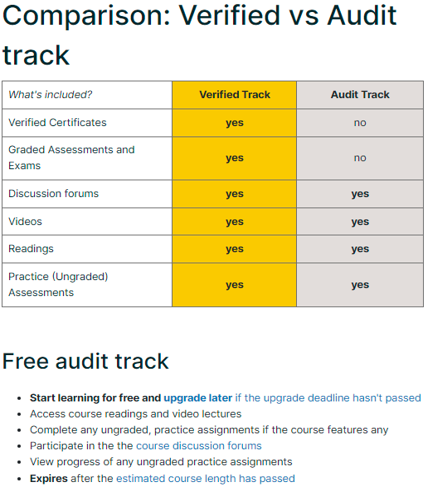 Comparison: Verified vs Audit
track
What's included? Verified Track Audit Track
Verified Certificates yes no
Graded Assessments and
Exams yes no
Discussion forums yes yes
Videos yes yes
Readings yes yes
Practice (Ungraded)
Assessments yes yes
Free audit track
• Start learning for free and upgrade later if the upgrade deadline hasn't passed
• Access course readings and video lectures
• Complete any ungraded, practice assignments if the course features any
• Participate in the the course discussion forums
• View progress of any ungraded practice assignments
• Expires after the estimated course length has passed